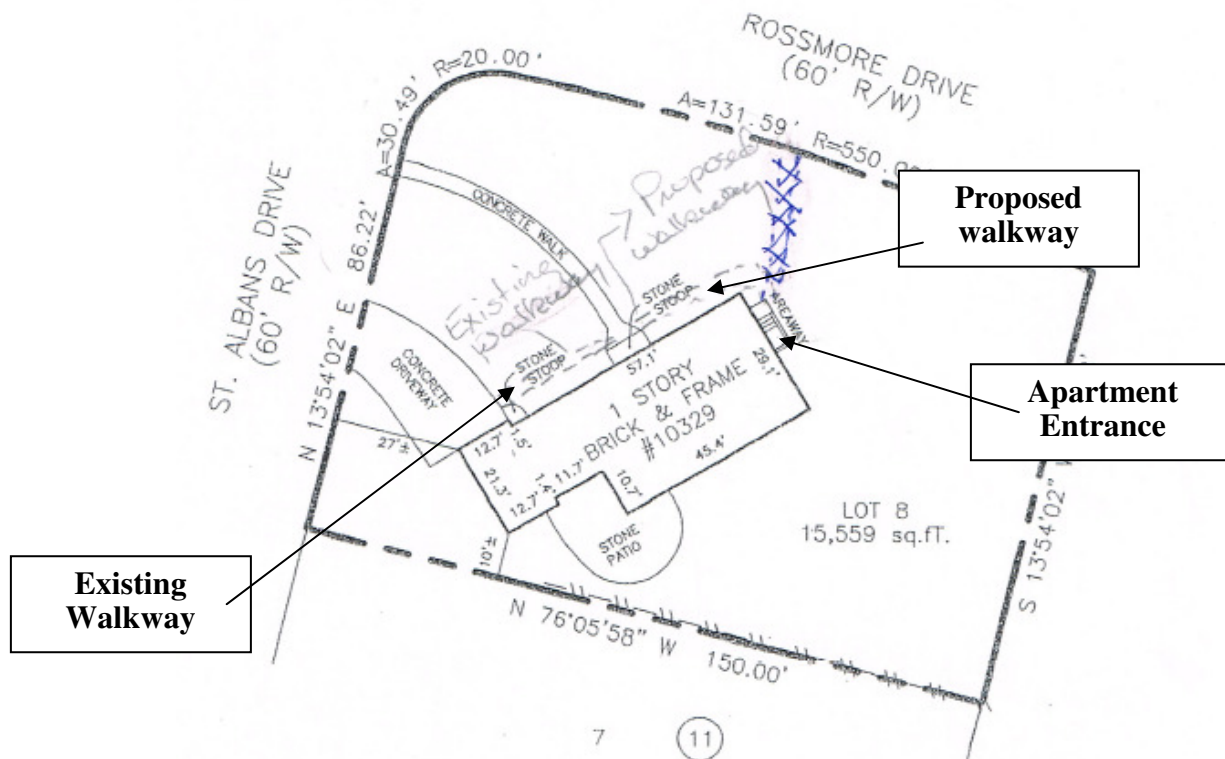 ROSSMORE DRIVE
(60' R/W)
A=30.49' R=20.00'
A=131.59' R=550.00'
ST. ALBANS DRIVE
(60' R/W)
N 13°54'02" E 86.22'
CONCRETE WALK
Proposed
walkway
Proposed
walkway
Existing
walkway
STONE
STOOP
STONE
STOOP
AREAWAY
CONCRETE
DRIVEWAY
57.1'
29.1'
1 STORY
BRICK & FRAME
#10329
45.4'
27'±
12.7'
1.5'
21.3'
1.4'
11.7'
12.7'
10.7'
10'±
STONE
PATIO
Apartment
Entrance
LOT 8
15,559 sq.fT.
Existing
Walkway
N 76°05'58" W 150.00'
S 13°54'02"
7
11